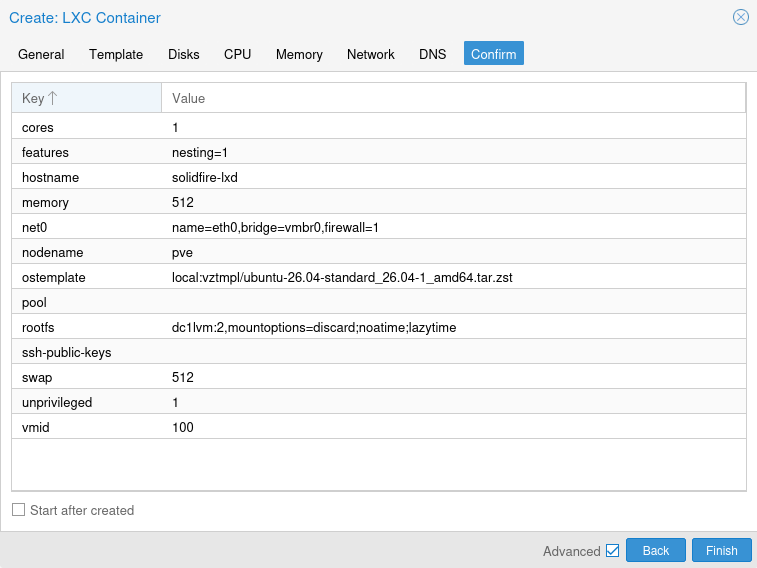 Create: LXC Container
General Template Disks CPU Memory Network DNS Confirm
Key Value
cores 1
features nesting=1
hostname solidfire-lxd
memory 512
net0 name=eth0,bridge=vmbr0,firewall=1
nodename pve
ostemplate local:vztmpl/ubuntu-26.04-standard_26.04-1_amd64.tar.zst
pool
rootfs dc1lvm:2,mountoptions=discard;noatime;lazytime
ssh-public-keys
swap 512
unprivileged 1
vmid 100
Start after created
Advanced Back Finish